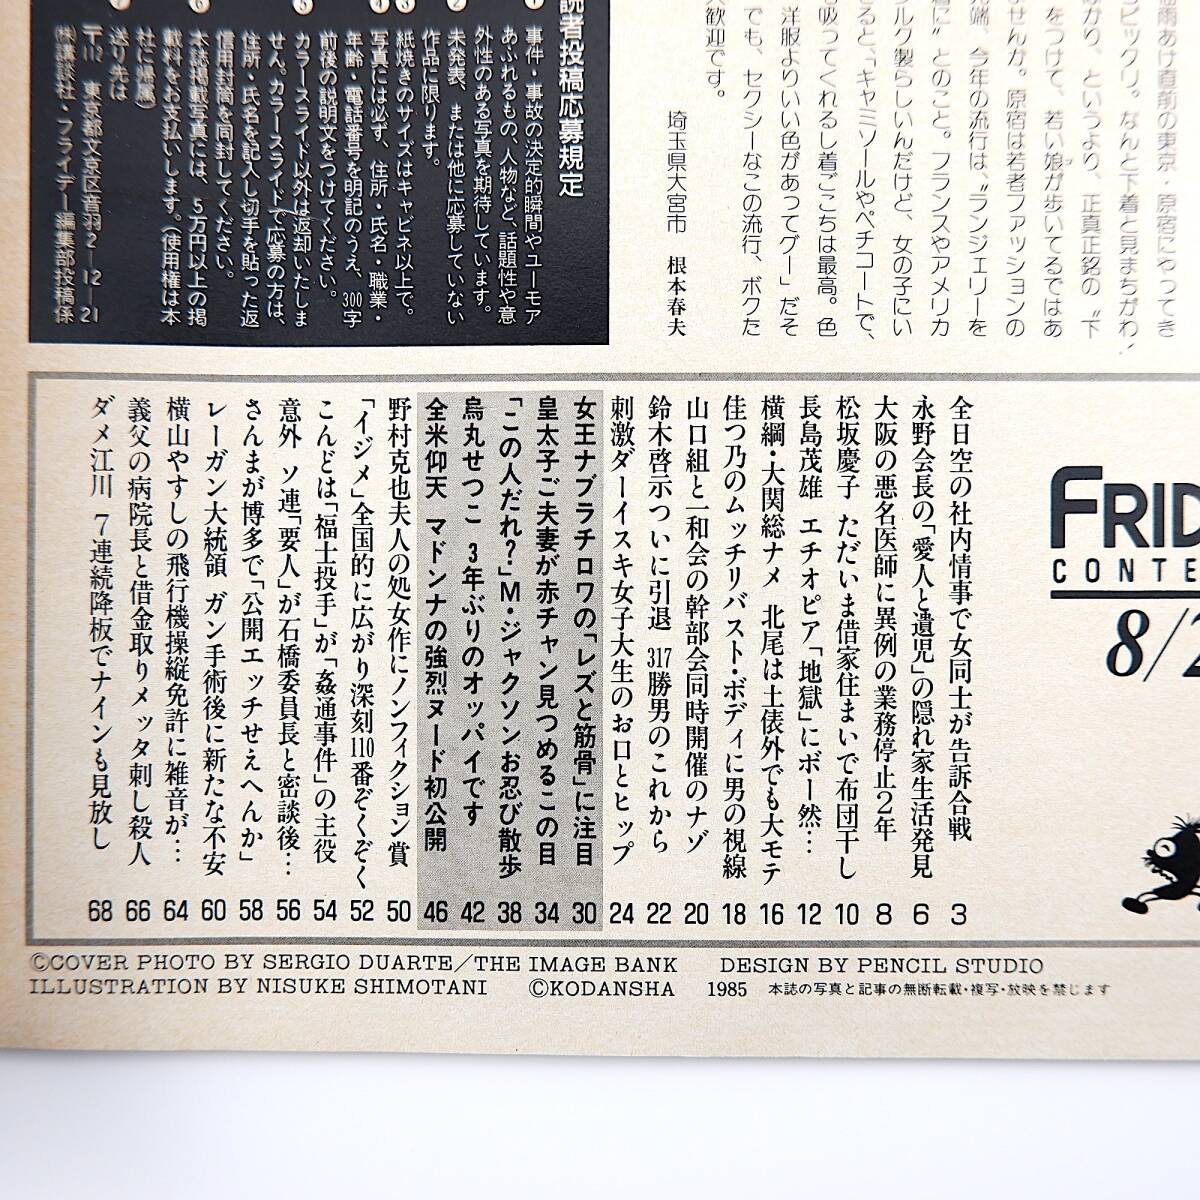 梅雨あけ直前の東京・原宿にやってき
ビックリ。なんと下着と見まちがわ
ばかり、というより、正真正銘の〝下
をつけて、若い娘が歩いてるではあ
ませんか。原宿は若者ファッションの
先端、今年の流行は、〝ランジェリーを
着に〟とのこと。フランスやアメリカ
シルク製らしいんだけど、女の子にい
せると、「キャミソールやペチコートで、
も吸ってくれるし着ごこちは最高。色
洋服よりいい色があってグー」だそ
でも、セクシーなこの流行、ボクた
大歓迎です。
埼玉県大宮市 根本春夫
読者投稿応募規定
❶事件・事故の決定的瞬間やユーモア
あふれるもの、人物など、話題性や意
外性のある写真を期待しています。
❷未発表、または他に応募していない
作品に限ります。
❸紙焼きのサイズはキャビネ以上で。
❹写真には必ず、住所・氏名・職業・
年齢・電話番号を明記のうえ、300字
前後の説明文をつけてください。
❺カラースライド以外は返却いたしま
せん。カラースライドで応募の方は、
住所・氏名を記入し切手を貼った返
信用封筒を同封してください。
❻本誌掲載写真には、5万円以上の掲
載料をお支払いします。(使用権は本
社に帰属)
❼送り先は
〒112 東京都文京区音羽2-12-21
㈱講談社・フライデー編集部投稿係
FRID
CONTE
8/2
全日空の社内情事で女同士が告訴合戦 3
永野会長の「愛人と遺児」の隠れ家生活発見 6
大阪の悪名医師に異例の業務停止2年 8
松坂慶子 ただいま借家住まいで布団干し 10
長島茂雄 エチオピア「地獄」にボー然… 12
横綱・大関総ナメ 北尾は土俵外でも大モテ 16
佳つ乃のムッチリバスト・ボディに男の視線 18
山口組と一和会の幹部会同時開催のナゾ 20
鈴木啓示ついに引退 317勝男のこれから 22
刺激ダーイスキ女子大生のお口とヒップ 24
女王ナブラチロワの「レズと筋骨」に注目 30
皇太子ご夫妻が赤チャン見つめるこの目 34
「この人だれ?」M・ジャクソンお忍び散歩 38
烏丸せつこ 3年ぶりのオッパイです 42
全米仰天 マドンナの強烈ヌード初公開 46
野村克也夫人の処女作にノンフィクション賞 50
「イジメ」全国的に広がり深刻110番ぞくぞく 52
こんどは「福士投手」が「姦通事件」の主役 54
意外 ソ連「要人」が石橋委員長と密談後… 56
さんまが博多で「公開エッチせえへんか」 58
レーガン大統領 ガン手術後に新たな不安 60
横山やすしの飛行機操縦免許に雑音が… 64
義父の病院長と借金取りメッタ刺し殺人 66
ダメ江川 7連続降板でナインも見放し 68
©COVER PHOTO BY SERGIO DUARTE/THE IMAGE BANK DESIGN BY PENCIL STUDIO
ILLUSTRATION BY NISUKE SHIMOTANI ©KODANSHA 1985 本誌の写真と記事の無断転載・複写・放映を禁じます